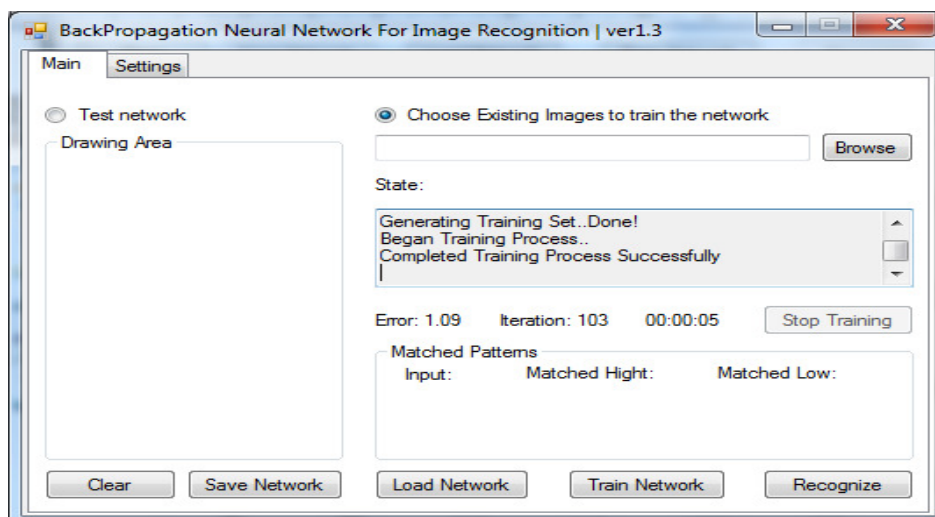 BackPropagation Neural Network For Image Recognition | ver1.3
Main Settings
Test network
Choose Existing Images to train the network
Drawing Area
Browse
State:
Generating Training Set..Done!
Began Training Process..
Completed Training Process Successfully
Error: 1.09 Iteration: 103 00:00:05 Stop Training
Matched Patterns
Input: Matched Hight: Matched Low:
Clear Save Network Load Network Train Network Recognize